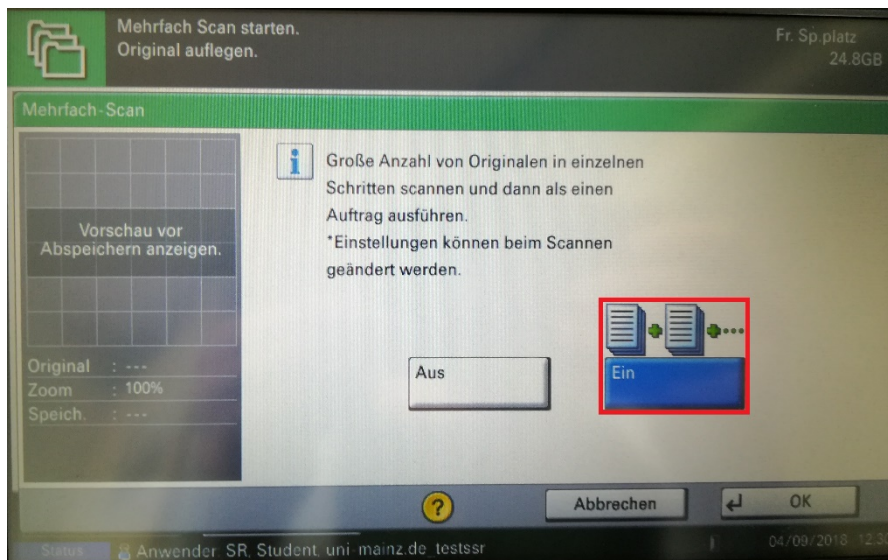 Mehrfach Scan starten.
Original auflegen.
Fr. Sp.platz
24.8GB
Mehrfach-Scan
Große Anzahl von Originalen in einzelnen
Schritten scannen und dann als einen
Auftrag ausführen.
*Einstellungen können beim Scannen
geändert werden.
Vorschau vor
Abspeichern anzeigen.
Original : ---
Zoom : 100%
Speich. : ---
Aus
Ein
?
Abbrechen
OK
Status
Anwender: SR, Student, uni-mainz.de_testssr
04/09/2018 12:3